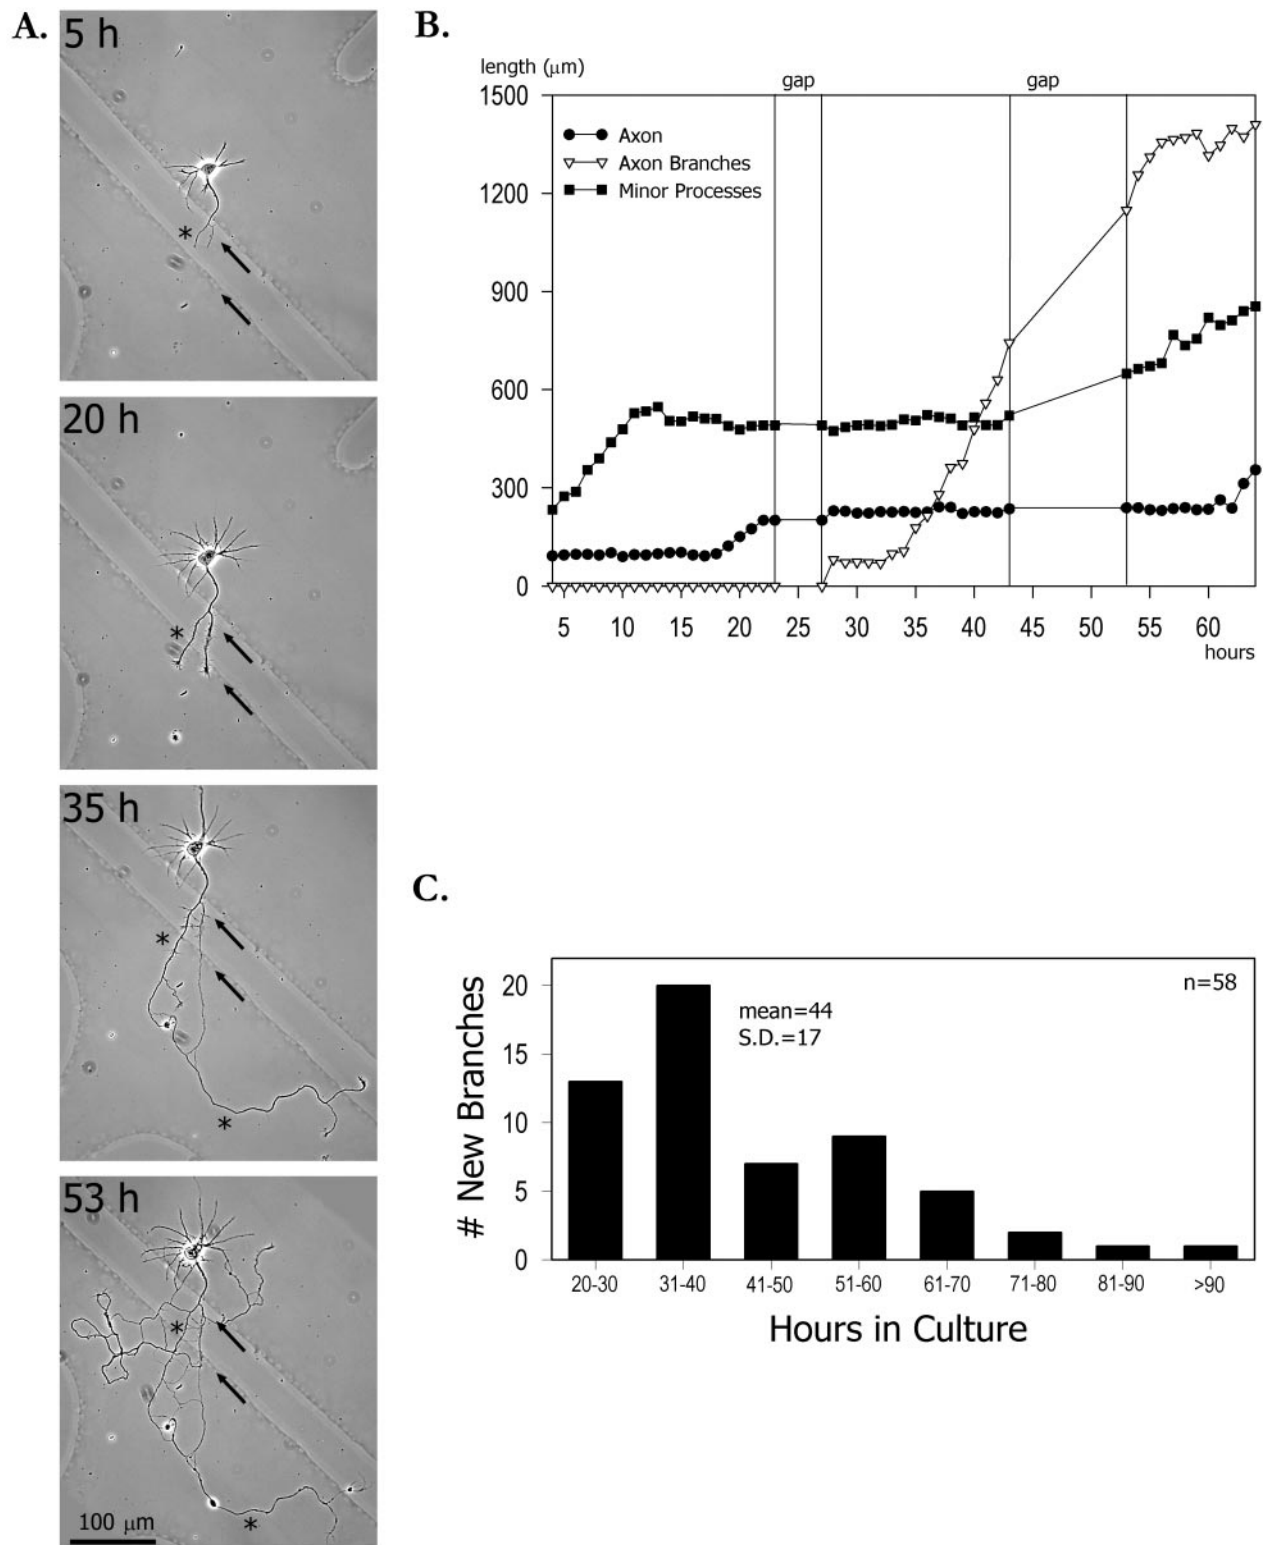 A.
5 h
*
20 h
*
35 h
*
*
53 h
*
*
100 μm
B.
length (μm)
gap
gap
1500
1200
900
600
300
0
Axon
Axon Branches
Minor Processes
5 10 15 20 25 30 35 40 45 50 55 60
hours
C.
# New Branches
20
15
10
5
0
mean=44
S.D.=17
n=58
20-30 31-40 41-50 51-60 61-70 71-80 81-90 >90
Hours in Culture